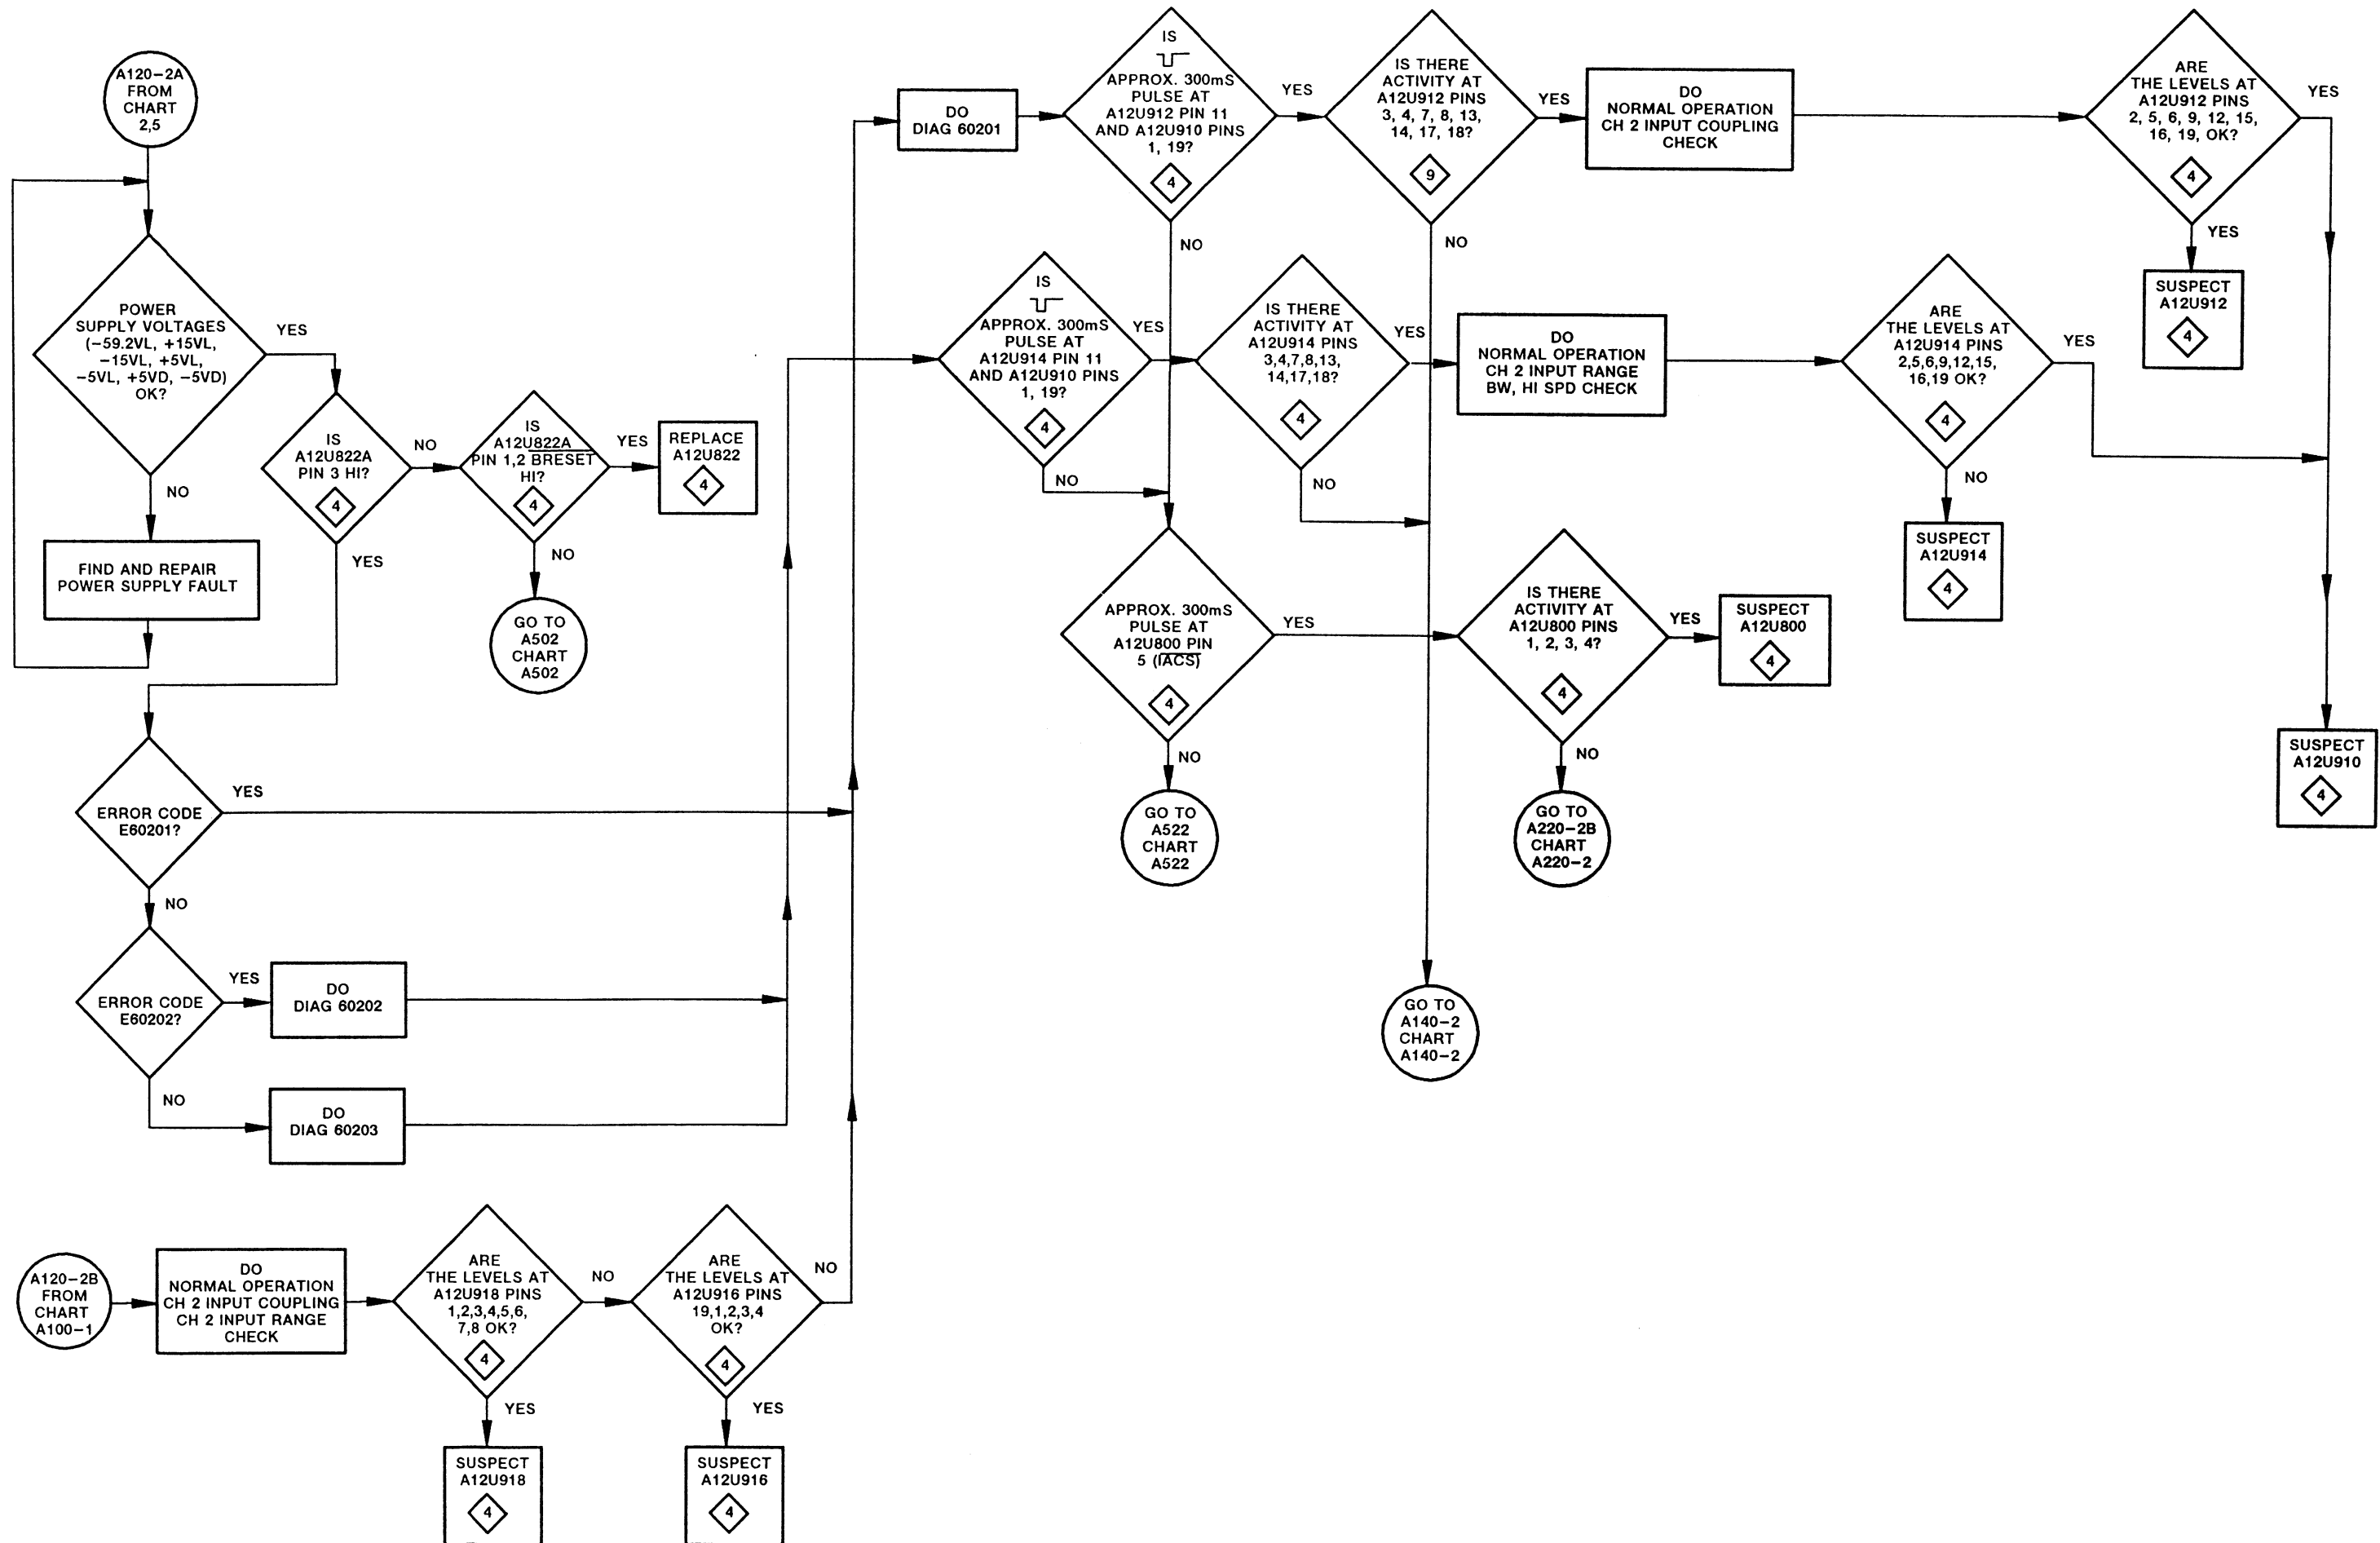 A120-2A
FROM
CHART
2,5
POWER
SUPPLY VOLTAGES
(-59.2VL, +15VL,
-15VL, +5VL,
-5VL, +5VD, -5VD)
OK?
YES
NO
FIND AND REPAIR
POWER SUPPLY FAULT
IS
A12U822A
PIN 3 HI?
4
NO
YES
IS
A12U822A
PIN 1,2 BRESET
HI?
4
YES
NO
REPLACE
A12U822
4
GO TO
A502
CHART
A502
ERROR CODE
E60201?
YES
NO
ERROR CODE
E60202?
YES
DO
DIAG 60202
NO
DO
DIAG 60203
A120-2B
FROM
CHART
A100-1
DO
NORMAL OPERATION
CH 2 INPUT COUPLING
CH 2 INPUT RANGE
CHECK
ARE
THE LEVELS AT
A12U918 PINS
1,2,3,4,5,6,
7,8 OK?
4
NO
YES
SUSPECT
A12U918
4
ARE
THE LEVELS AT
A12U916 PINS
19,1,2,3,4
OK?
4
NO
YES
SUSPECT
A12U916
4
DO
DIAG 60201
IS
APPROX. 300mS
PULSE AT
A12U912 PIN 11
AND A12U910 PINS
1, 19?
4
YES
NO
IS THERE
ACTIVITY AT
A12U912 PINS
3, 4, 7, 8, 13,
14, 17, 18?
9
YES
NO
DO
NORMAL OPERATION
CH 2 INPUT COUPLING
CHECK
ARE
THE LEVELS AT
A12U912 PINS
2, 5, 6, 9, 12, 15,
16, 19, OK?
4
YES
YES
SUSPECT
A12U912
4
IS
APPROX. 300mS
PULSE AT
A12U914 PIN 11
AND A12U910 PINS
1, 19?
4
YES
NO
IS THERE
ACTIVITY AT
A12U914 PINS
3,4,7,8,13,
14,17,18?
4
YES
NO
DO
NORMAL OPERATION
CH 2 INPUT RANGE
BW, HI SPD CHECK
ARE
THE LEVELS AT
A12U914 PINS
2,5,6,9,12,15,
16,19 OK?
4
YES
NO
SUSPECT
A12U914
4
APPROX. 300mS
PULSE AT
A12U800 PIN
5 (IACS)
4
YES
NO
GO TO
A522
CHART
A522
IS THERE
ACTIVITY AT
A12U800 PINS
1, 2, 3, 4?
4
YES
NO
SUSPECT
A12U800
4
GO TO
A220-2B
CHART
A220-2
GO TO
A140-2
CHART
A140-2
SUSPECT
A12U910
4